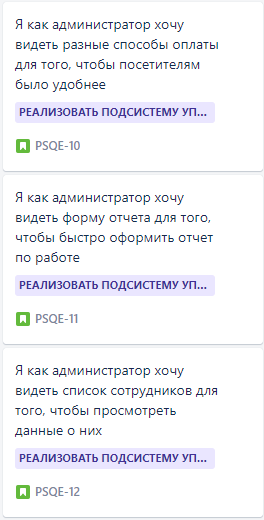 Я как администратор хочу
видеть разные способы оплаты
для того, чтобы посетителям
было удобнее
РЕАЛИЗОВАТЬ ПОДСИСТЕМУ УП...
PSQE-10
Я как администратор хочу
видеть форму отчета для того,
чтобы быстро оформить отчет
по работе
РЕАЛИЗОВАТЬ ПОДСИСТЕМУ УП...
PSQE-11
Я как администратор хочу
видеть список сотрудников для
того, чтобы просмотреть
данные о них
РЕАЛИЗОВАТЬ ПОДСИСТЕМУ УП...
PSQE-12